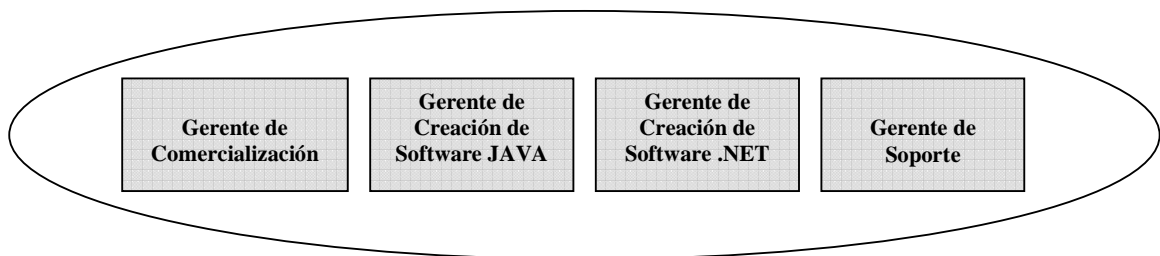 Gerente de
Comercialización
Gerente de
Creación de
Software JAVA
Gerente de
Creación de
Software .NET
Gerente de
Soporte